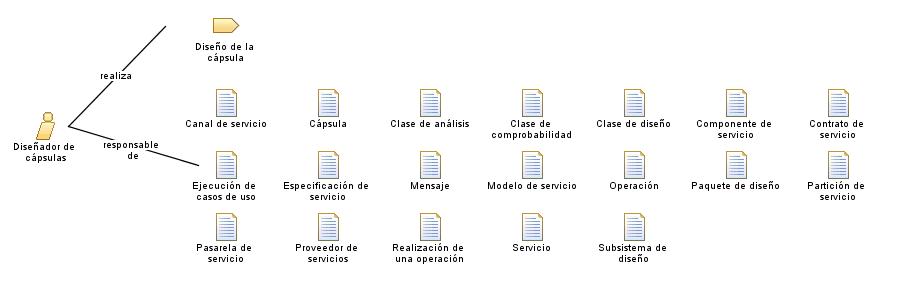 Diseño de la
cápsula
realiza
Diseñador de
cápsulas
responsable
de
Canal de servicio
Cápsula
Clase de análisis
Clase de
comprobabilidad
Clase de diseño
Componente de
servicio
Contrato de
servicio
Ejecución de
casos de uso
Especificación de
servicio
Mensaje
Modelo de servicio
Operación
Paquete de diseño
Partición de
servicio
Pasarela de
servicio
Proveedor de
servicios
Realización de
una operación
Servicio
Subsistema de
diseño